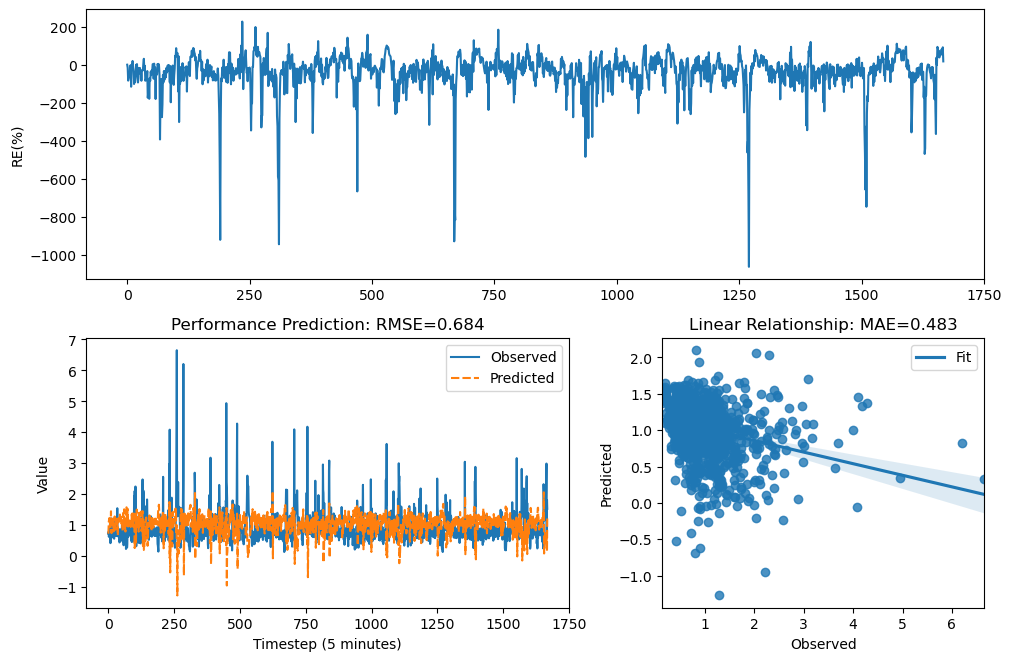 200
0
−200
−400
−600
−800
−1000
RE(%)
0 250 500 750 1000 1250 1500 1750
Performance Prediction: RMSE=0.684
7
6
5
4
3
2
1
0
−1
Value
Observed
Predicted
0 250 500 750 1000 1250 1500 1750
Timestep (5 minutes)
Linear Relationship: MAE=0.483
2.0
1.5
1.0
0.5
0.0
−0.5
−1.0
Predicted
Fit
1 2 3 4 5 6
Observed